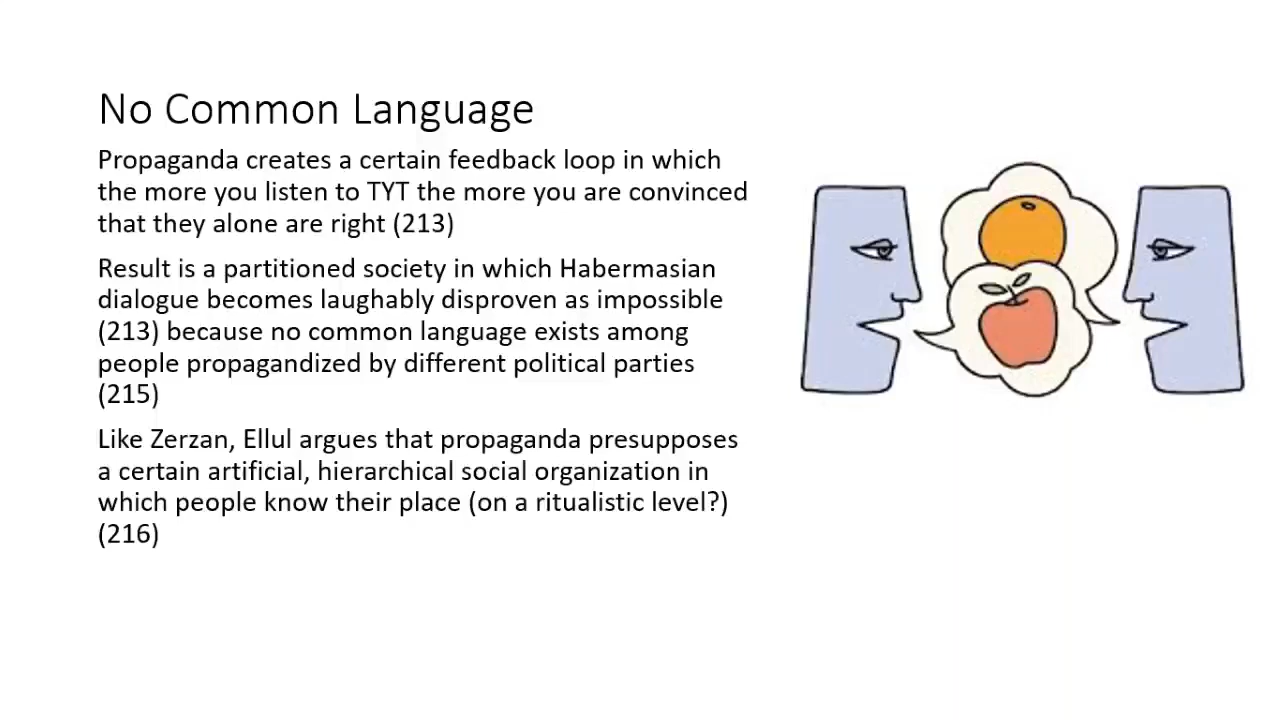 No Common Language
Propaganda creates a certain feedback loop in which
the more you listen to TYT the more you are convinced
that they alone are right (213)
Result is a partitioned society in which Habermasian
dialogue becomes laughably disproven as impossible
(213) because no common language exists among
people propagandized by different political parties
(215)
Like Zerzan, Ellul argues that propaganda presupposes
a certain artificial, hierarchical social organization in
which people know their place (on a ritualistic level?)
(216)